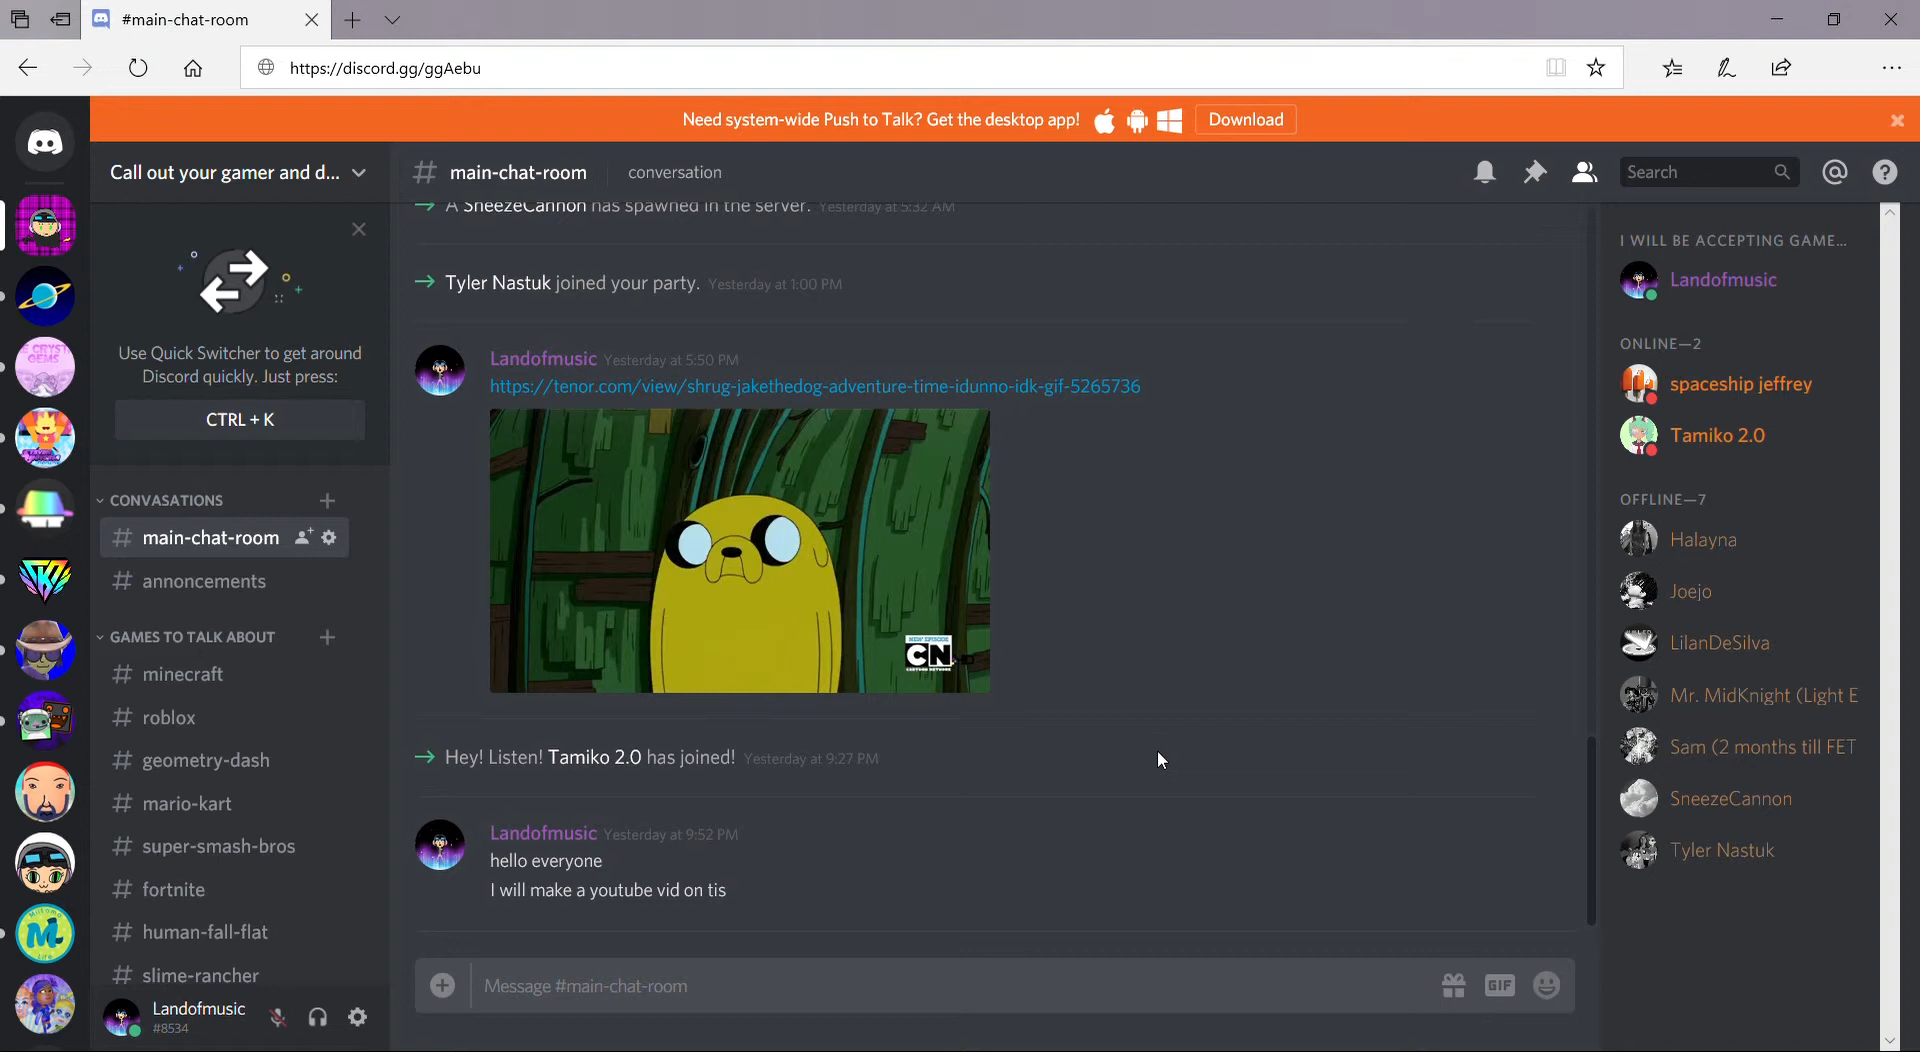 #main-chat-room
https://discord.gg/ggAebu
Need system-wide Push to Talk? Get the desktop app!
Download
Call out your gamer and d...
main-chat-room
conversation
Search
Use Quick Switcher to get around
Discord quickly. Just press:
CTRL + K
CONVASATIONS
main-chat-room
annoncements
GAMES TO TALK ABOUT
minecraft
roblox
geometry-dash
mario-kart
super-smash-bros
fortnite
human-fall-flat
slime-rancher
Landofmusic
#8534
A SneezeCannon has spawned in the server. Yesterday at 5:32 AM
Tyler Nastuk joined your party. Yesterday at 1:00 PM
Landofmusic Yesterday at 5:50 PM
https://tenor.com/view/shrug-jakethedog-adventure-time-idunno-idk-gif-5265736
NEW EPISODE
CN
CARTOON NETWORK
Hey! Listen! Tamiko 2.0 has joined! Yesterday at 9:27 PM
Landofmusic Yesterday at 9:52 PM
hello everyone
I will make a youtube vid on tis
Message #main-chat-room
GIF
I WILL BE ACCEPTING GAME...
Landofmusic
ONLINE—2
spaceship jeffrey
Tamiko 2.0
OFFLINE—7
Halayna
Joejo
LilanDeSilva
Mr. MidKnight (Light E
Sam (2 months till FET
SneezeCannon
Tyler Nastuk